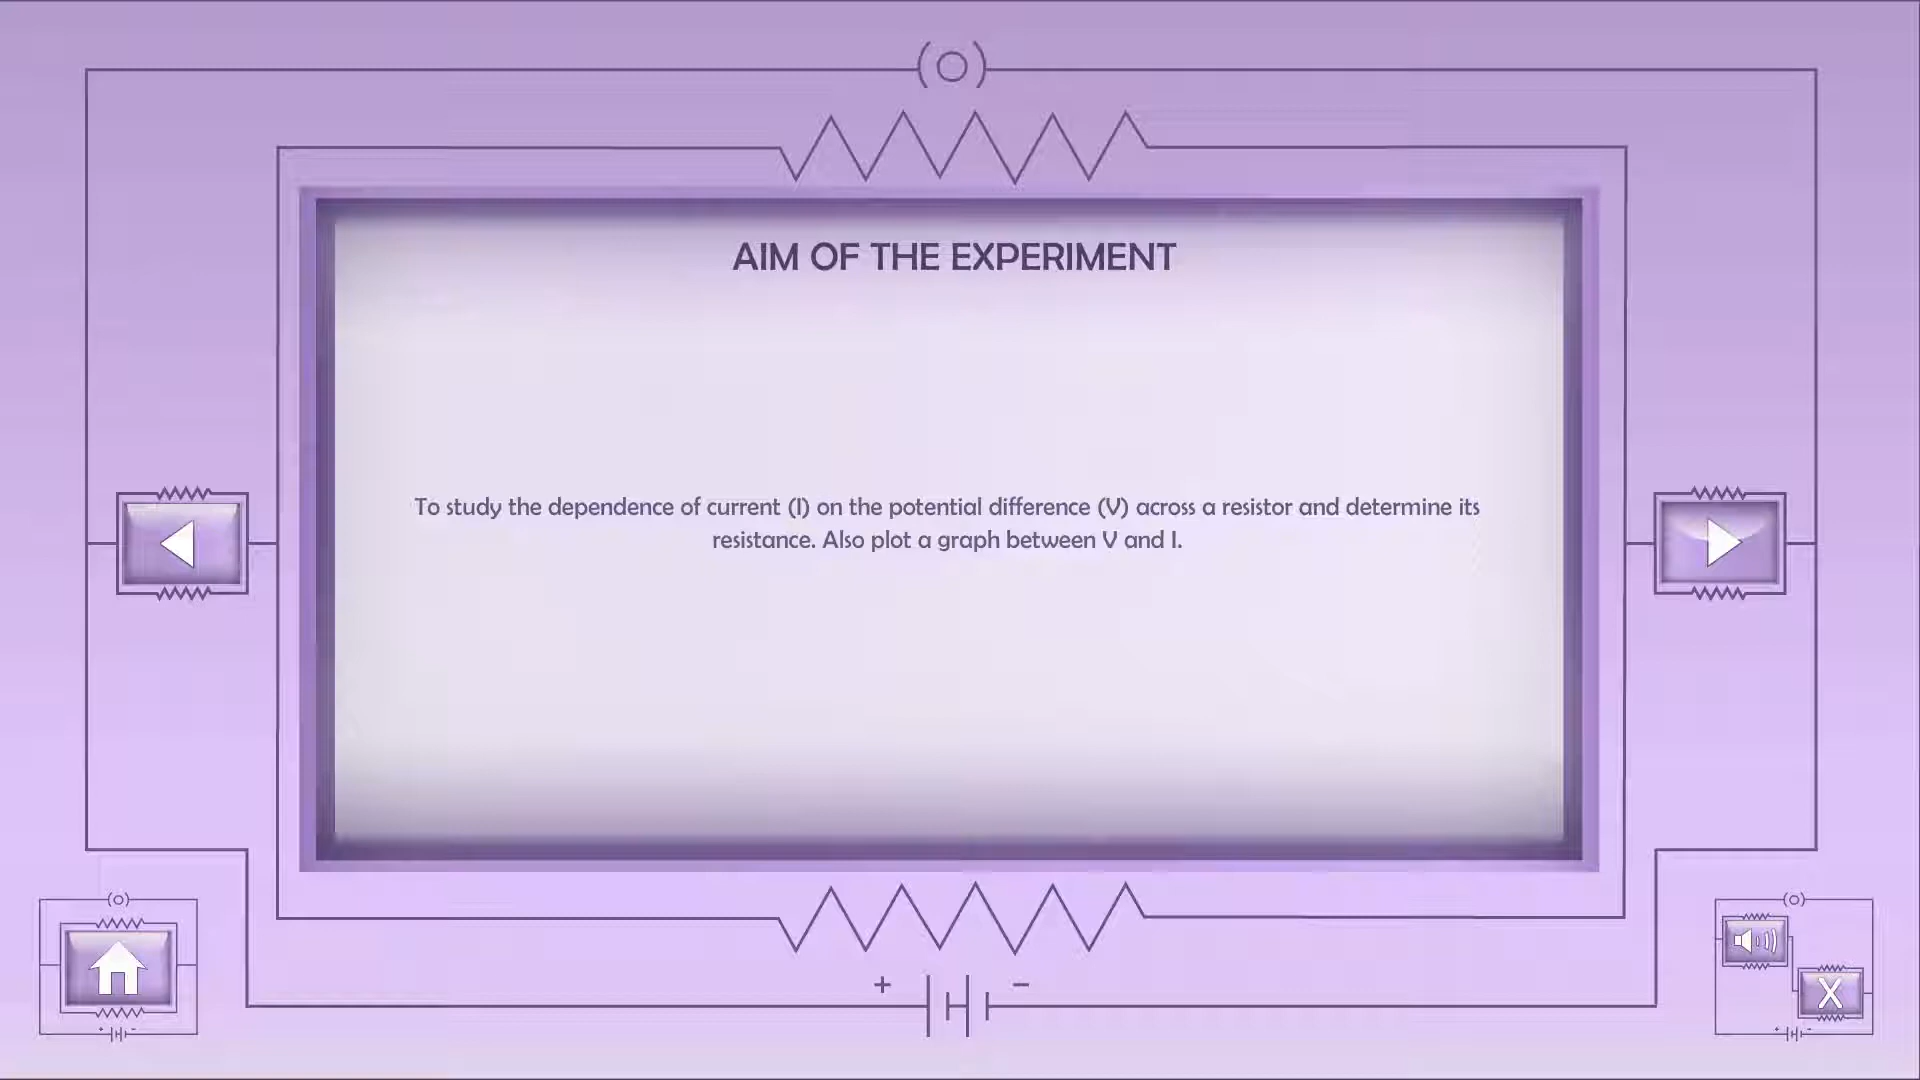 AIM OF THE EXPERIMENT
To study the dependence of current (I) on the potential difference (V) across a resistor and determine its
resistance. Also plot a graph between V and I.
+ −
X